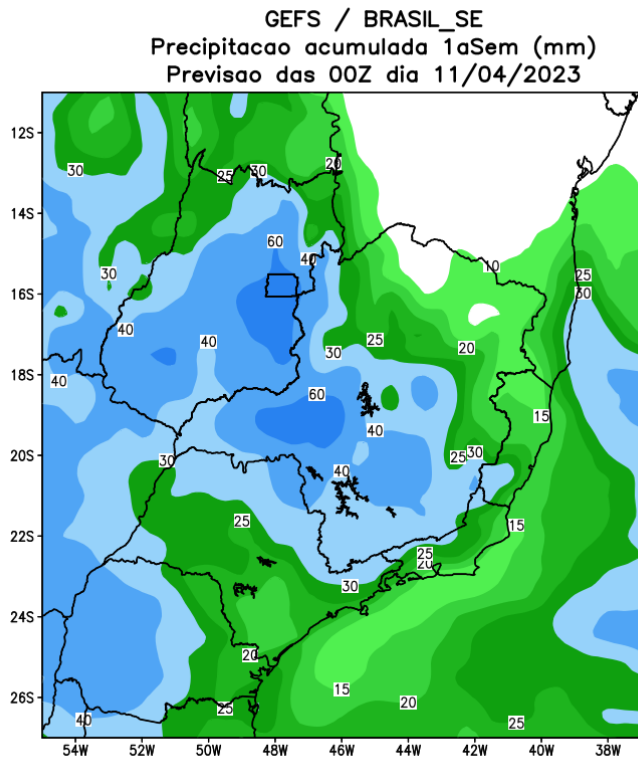 GEFS / BRASIL_SE
Precipitacao acumulada 1aSem (mm)
Previsao das 00Z dia 11/04/2023
12S
30 25 30 20
14S
60 40
30 10
25
16S
30
40 40 25
20
30
18S
40
60
15
40
20S
30 25 30
40
22S
25 15
25
20
30
24S
20
15
26S
20
25
40 25
54W 52W 50W 48W 46W 44W 42W 40W 38W